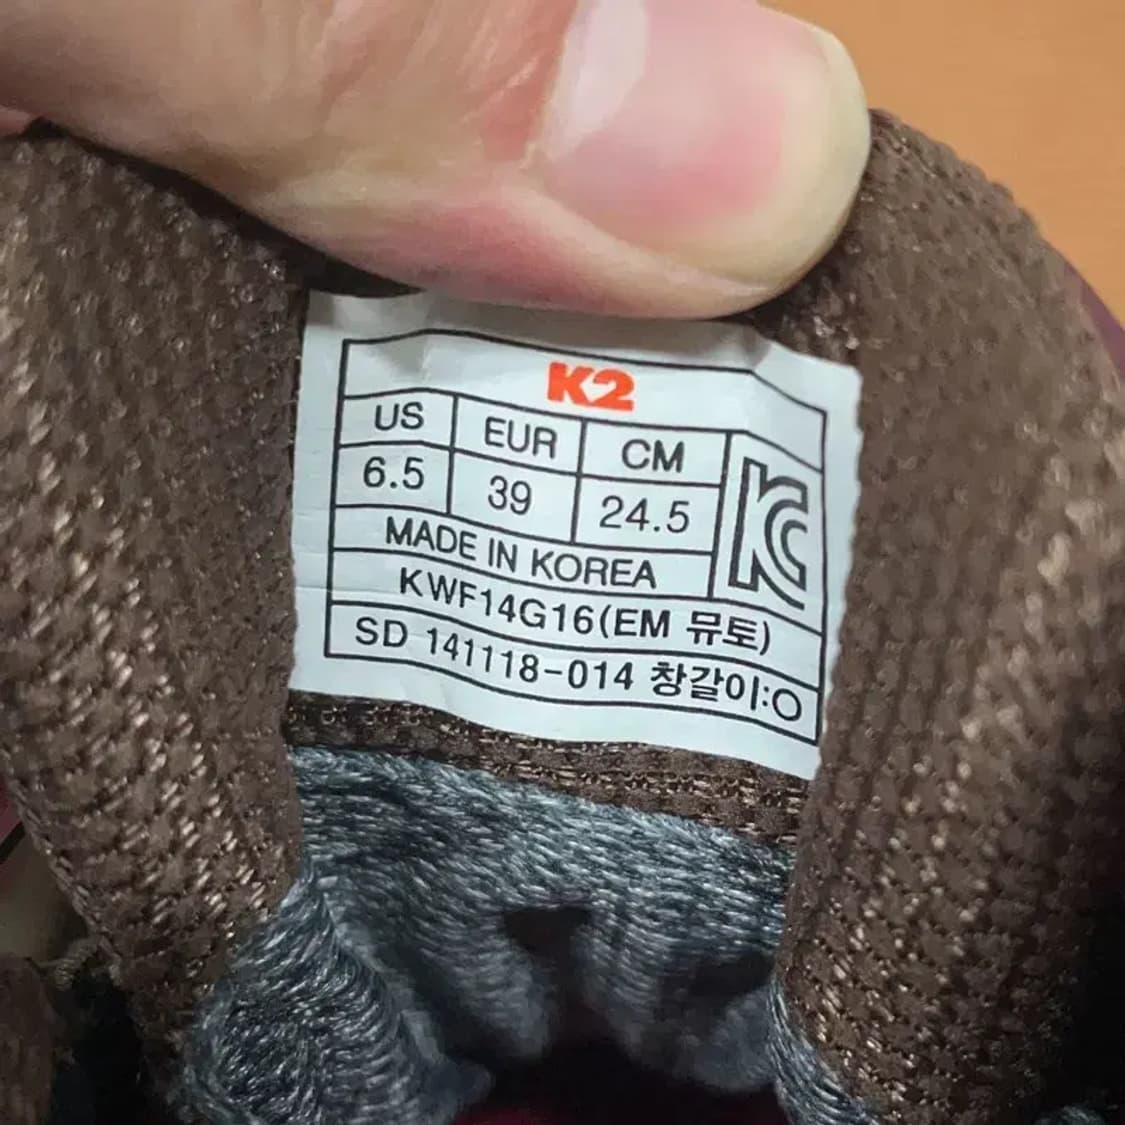 K2
US EUR CM
6.5 39 24.5
MADE IN KOREA
KWF14G16(EM 뮤토)
SD 141118-014 창갈이:O